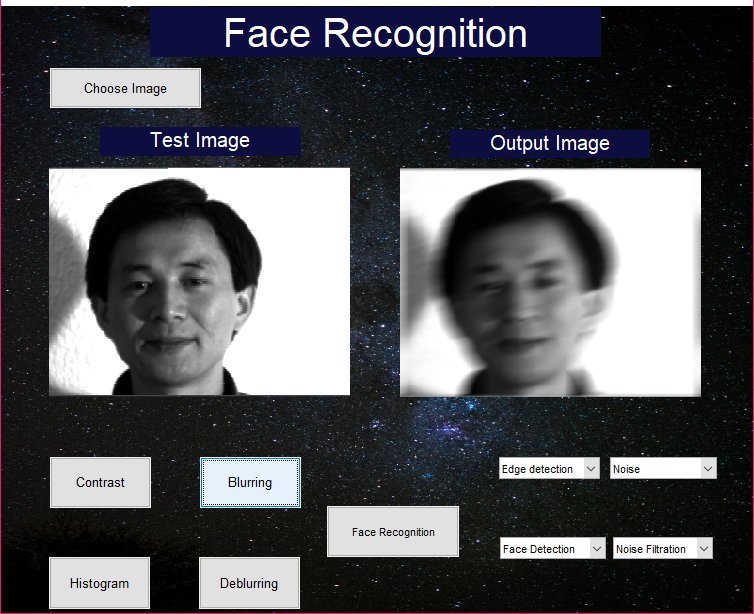 Face Recognition
Choose Image
Test Image
Output Image
Contrast
Blurring
Edge detection
Noise
Face Recognition
Face Detection
Noise Filtration
Histogram
Deblurring